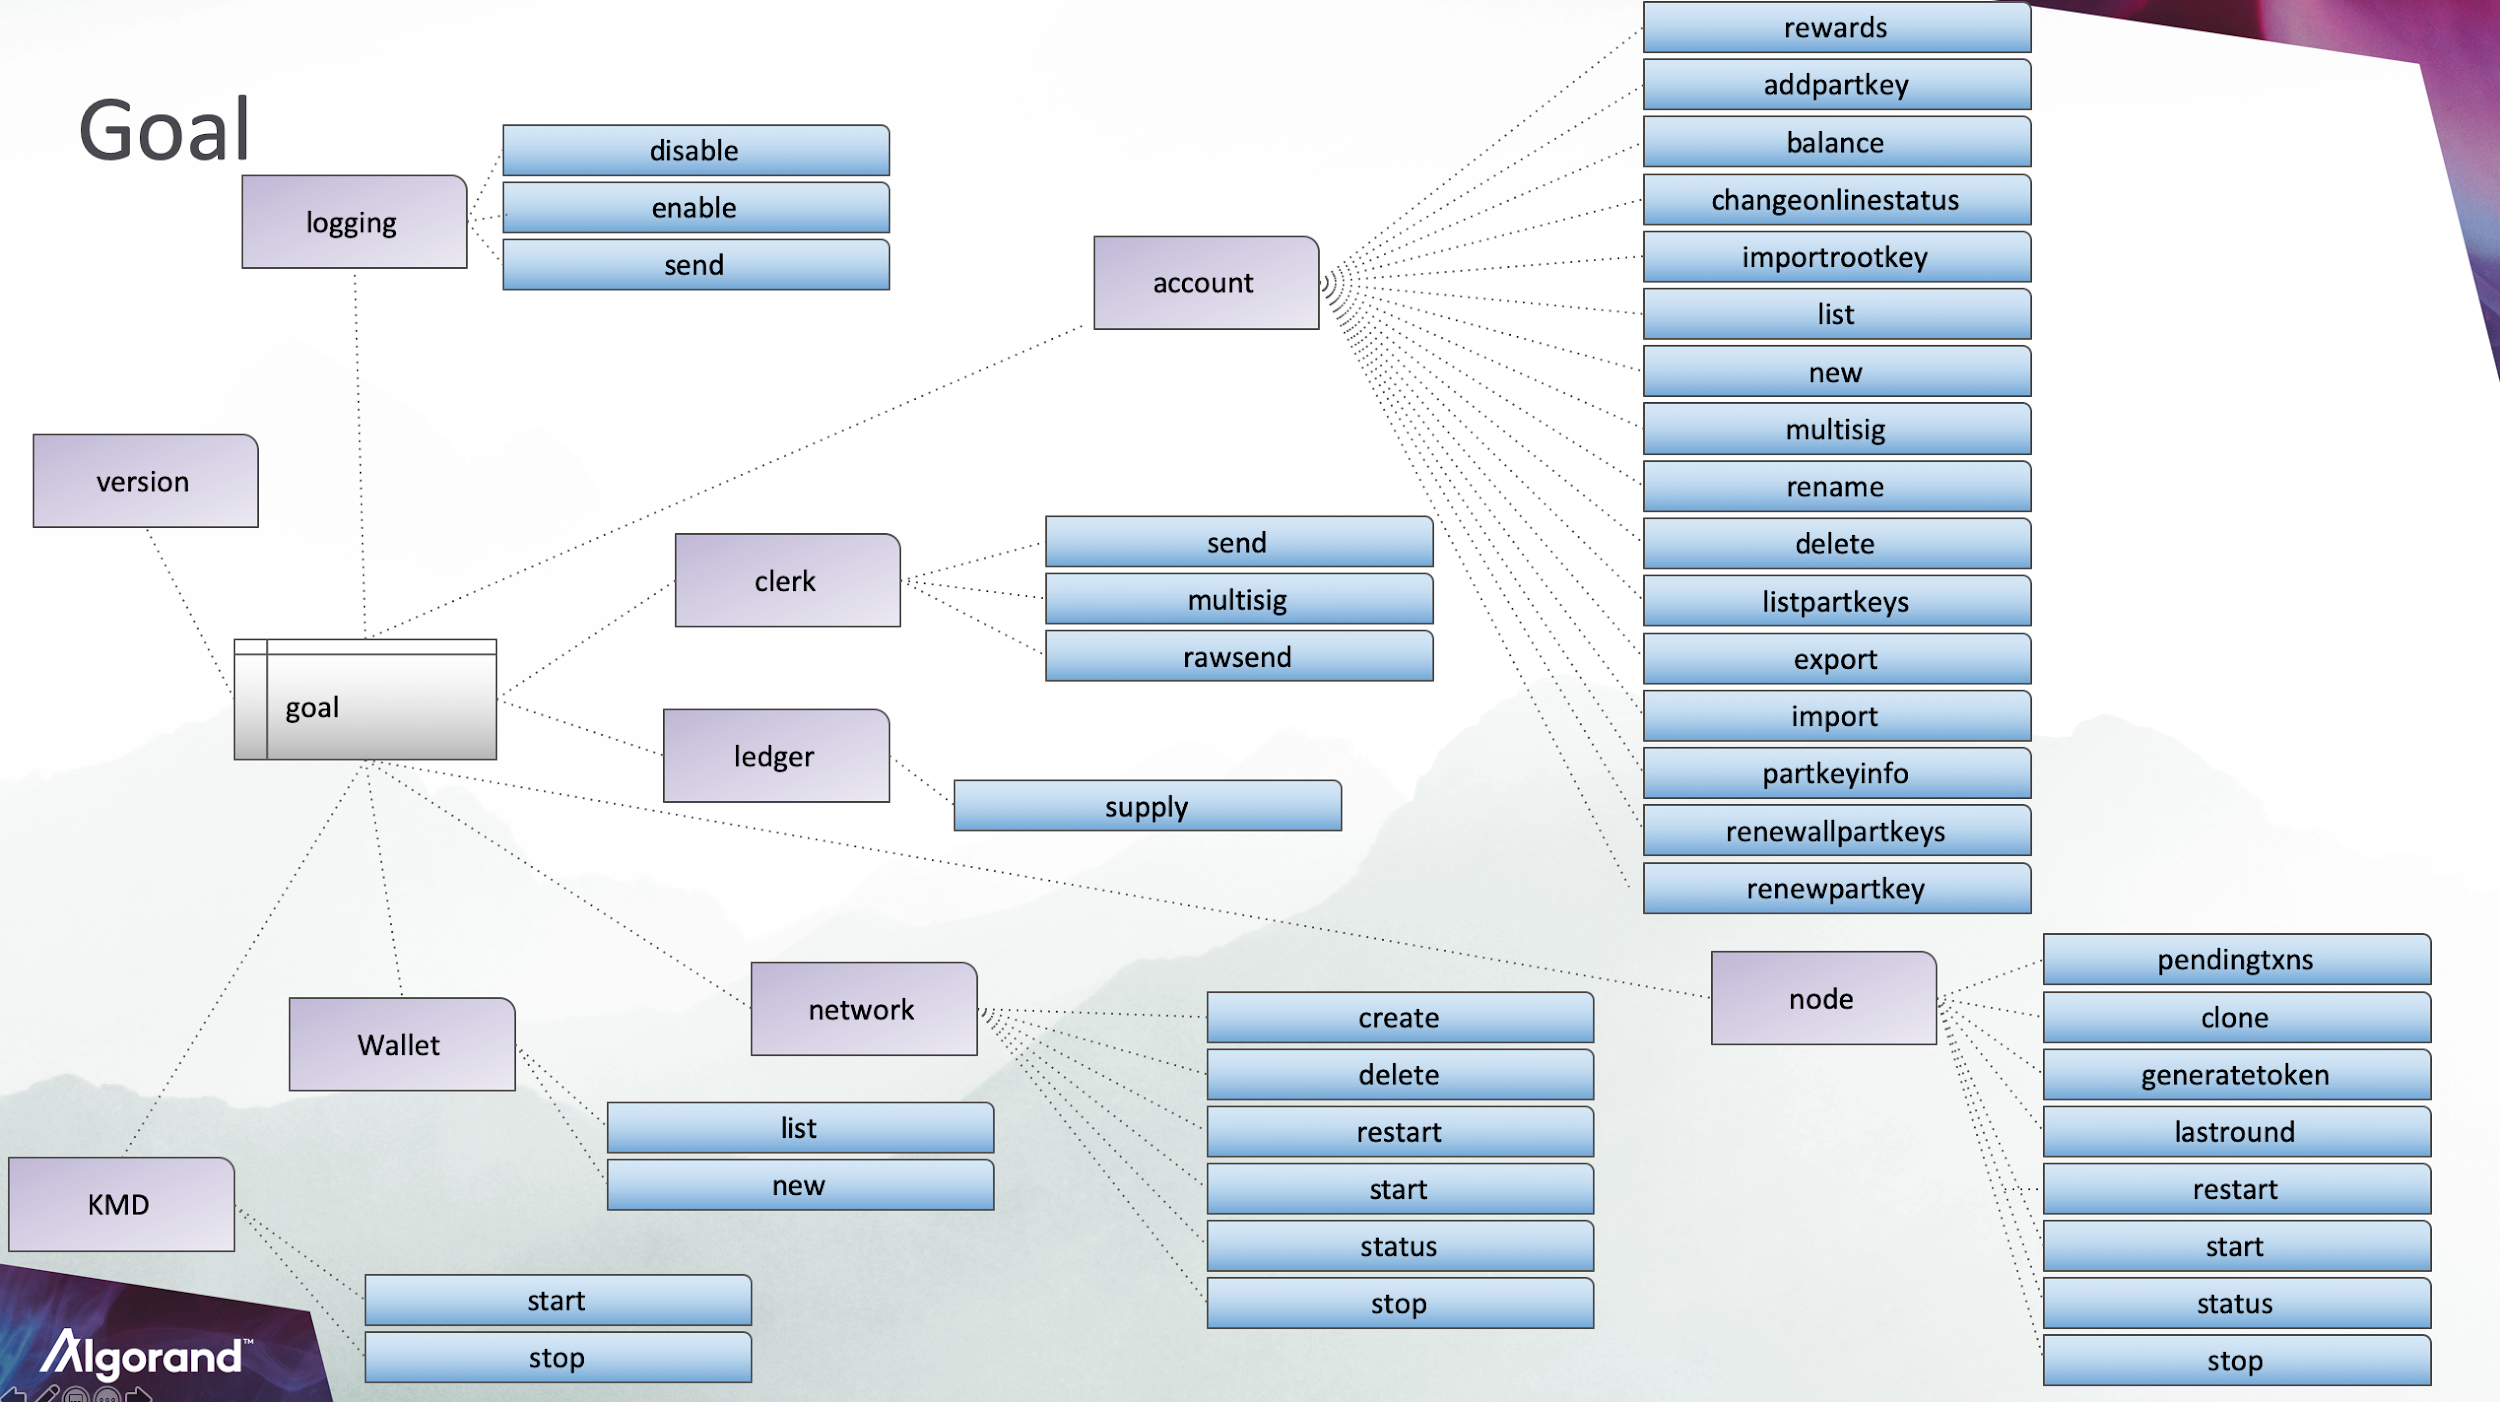 Goal
logging
disable
enable
send
version
goal
account
rewards
addpartkey
balance
changeonlinestatus
importrootkey
list
new
multisig
rename
delete
listpartkeys
export
import
partkeyinfo
renewallpartkeys
renewpartkey
clerk
send
multisig
rawsend
ledger
supply
node
pendingtxns
clone
generatetoken
lastround
restart
start
status
stop
network
create
delete
restart
start
status
stop
Wallet
list
new
KMD
start
stop
Algorand™